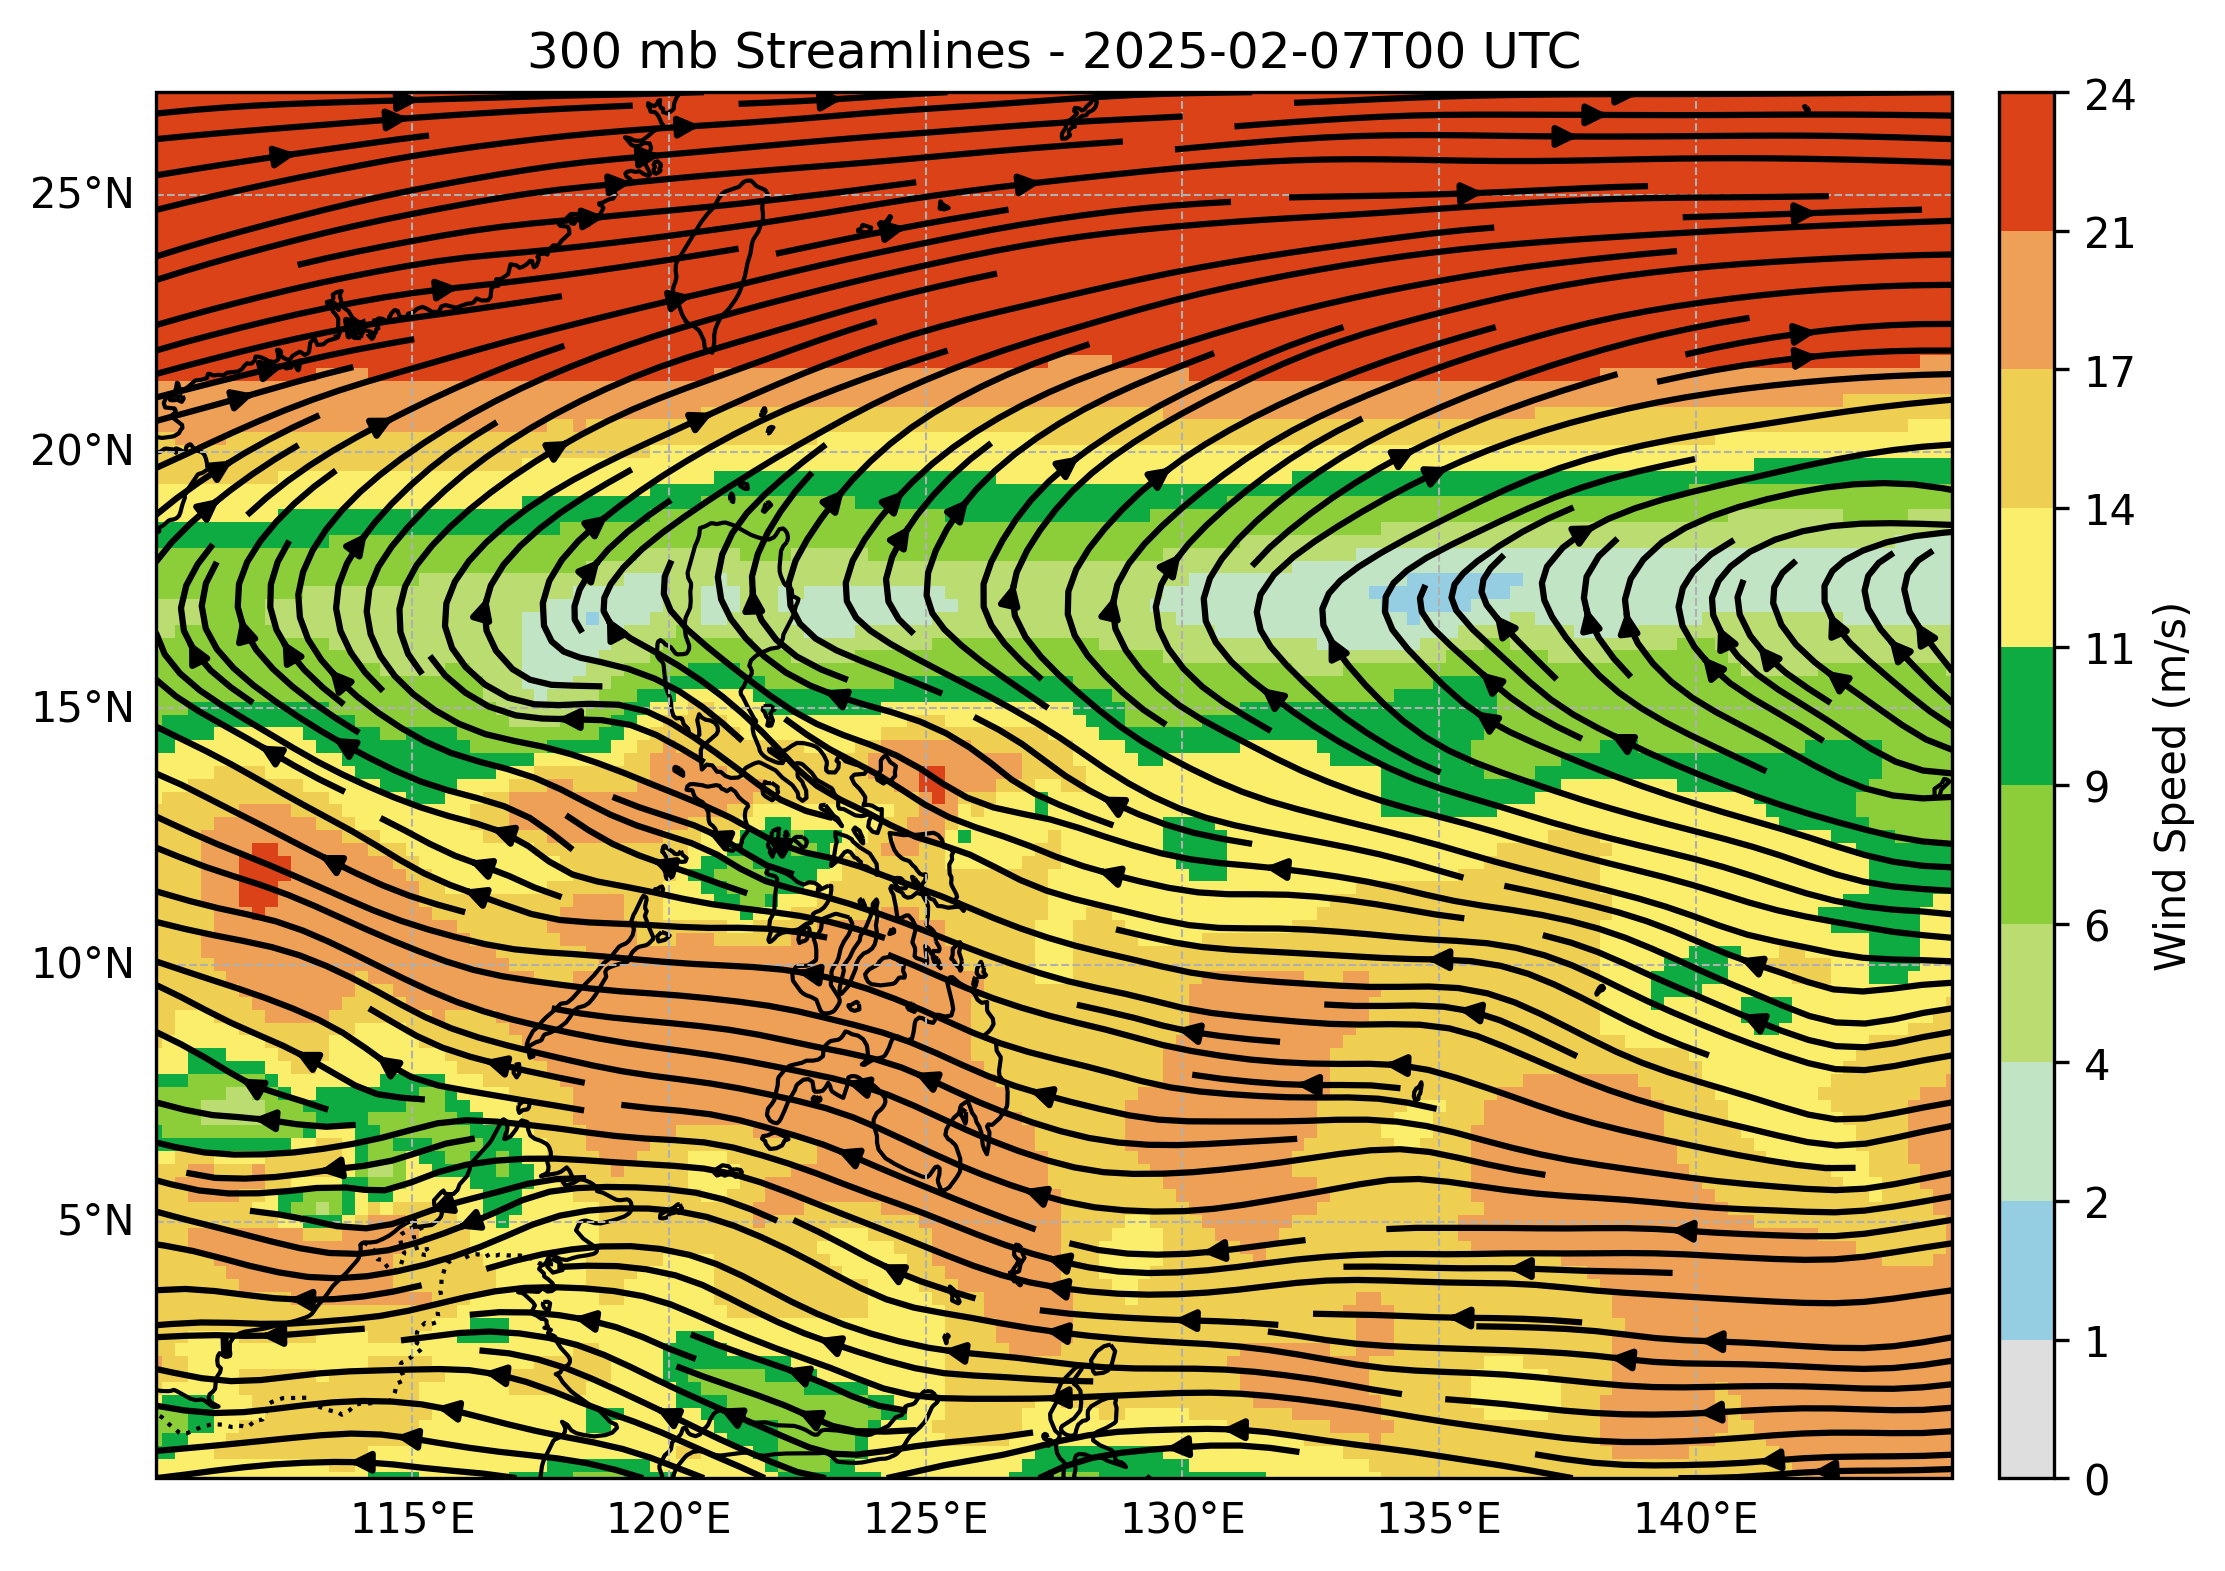 300 mb Streamlines - 2025-02-07T00 UTC
25°N
20°N
15°N
10°N
5°N
115°E
120°E
125°E
130°E
135°E
140°E
24
21
17
14
11
9
6
4
2
1
0
Wind Speed (m/s)